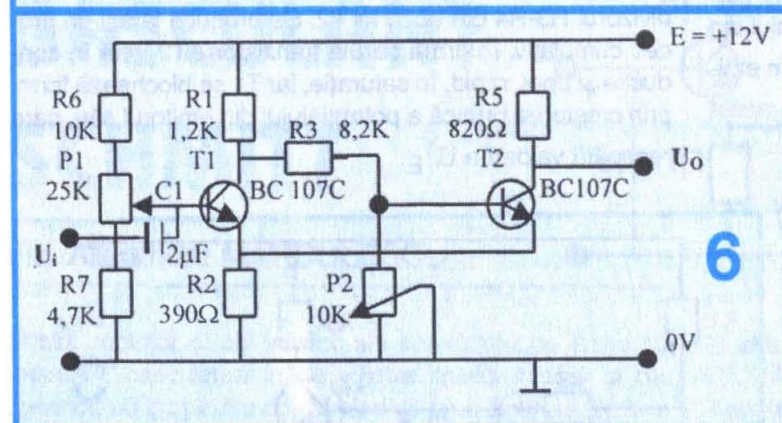 E = +12V
R6
10K
R1
1,2K
R5
820Ω
P1
25K
C1
T1
R3 8,2K
BC 107C
T2
BC107C
Uo
Ui
2μF
R7
4,7K
R2
390Ω
P2
10K
6
0V